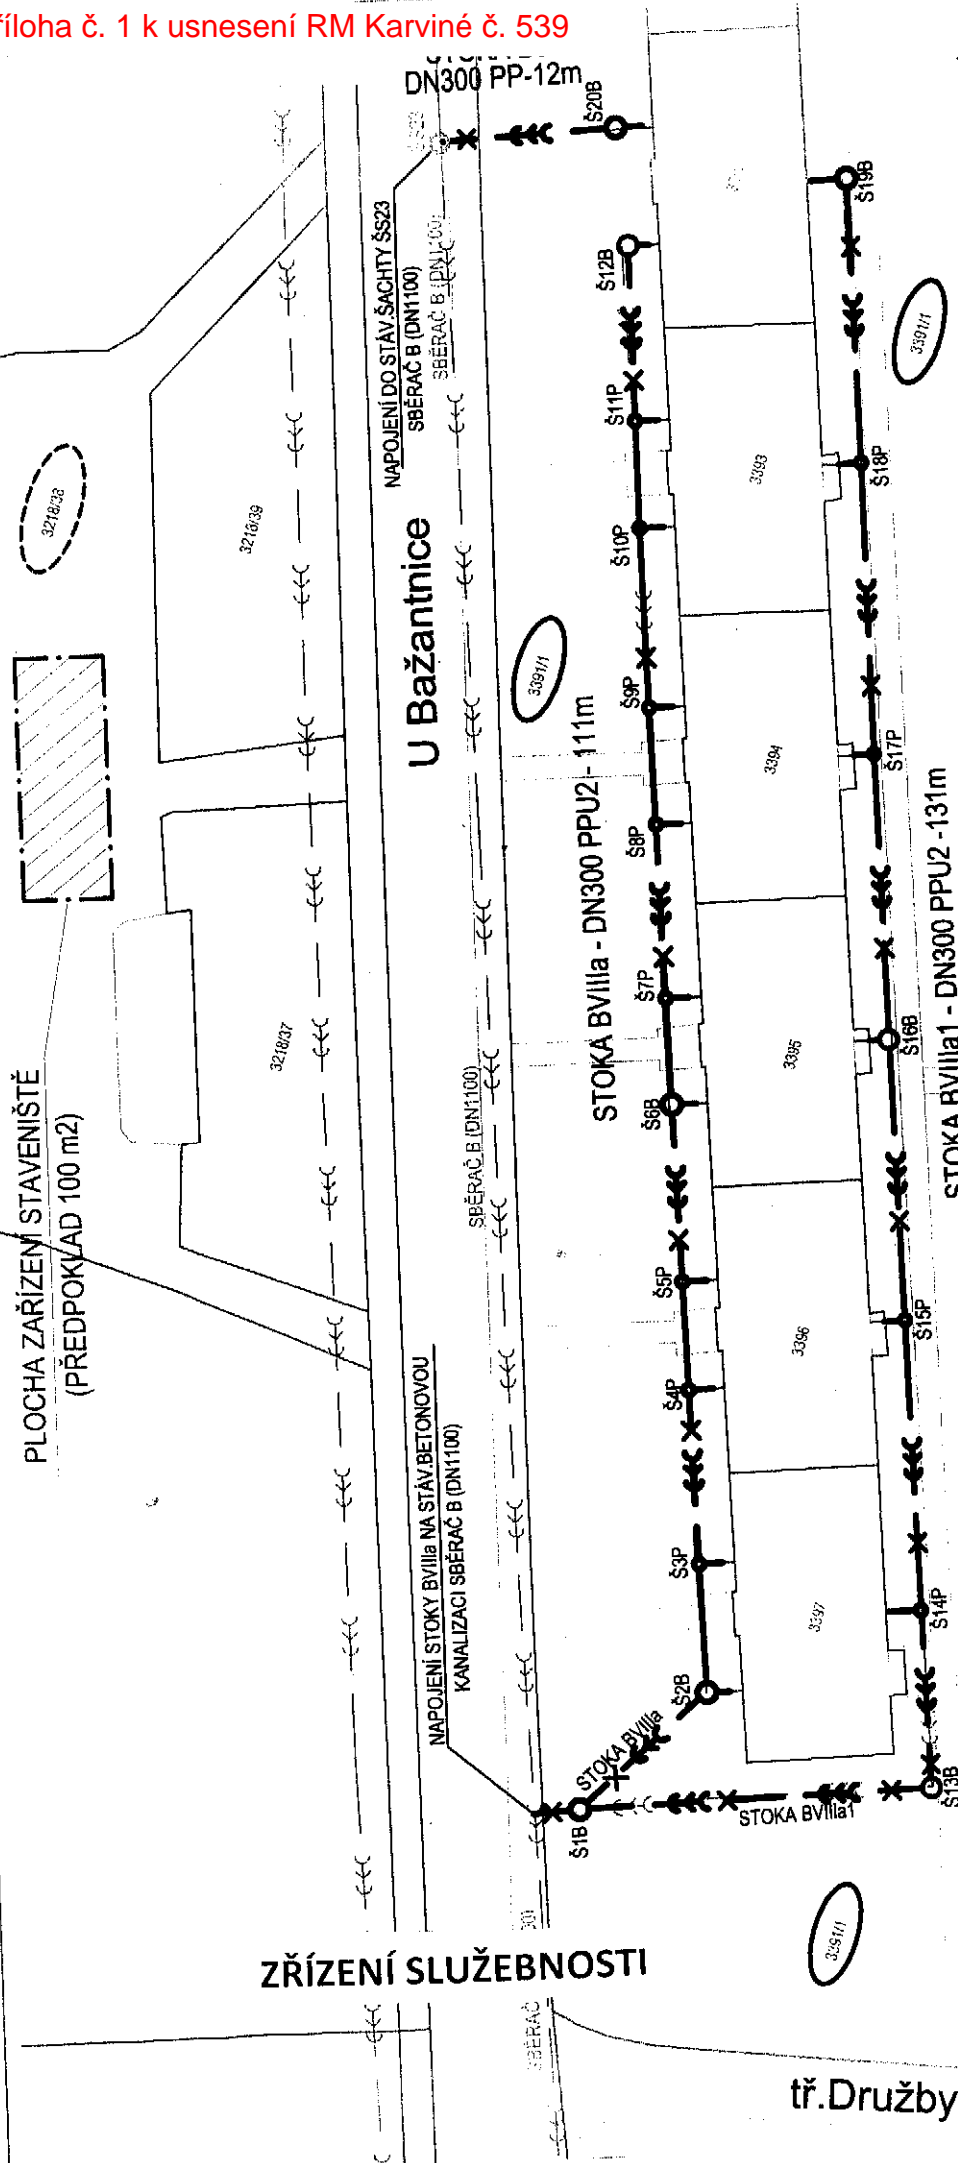 říloha č. 1 k usnesení RM Karviné č. 539
DN300 PP-12m
Š20B
ŠS23
Š19B
Š12B
NAPOJENÍ DO STÁV.ŠACHTY ŠS23
SBĚRAČ B (DN1100)
SBĚRAČ B (DN1100)
3391/1
Š11P
3218/38
3218/39
3393
Š18P
Š10P
U Bažantnice
3391/1
Š9P
3394
Š17P
STOKA BVIIIa - DN300 PPU2 - 111m
Š8P
STOKA BVIIIa1 - DN300 PPU2 -131m
Š7P
3218/37
3395
Š16B
Š6B
PLOCHA ZAŘÍZENÍ STAVENIŠTĚ
(PŘEDPOKLAD 100 m2)
SBĚRAČ B (DN1100)
Š5P
3396
Š15P
Š4P
NAPOJENÍ STOKY BVIIIa NA STÁV.BETONOVOU
KANALIZACI SBĚRAČ B (DN1100)
Š3P
3397
Š14P
Š2B
STOKA BVIIIa
Š13B
STOKA BVIIIa1
Š1B
3391/1
ZŘÍZENÍ SLUŽEBNOSTI
SBĚRAČ
tř.Družby